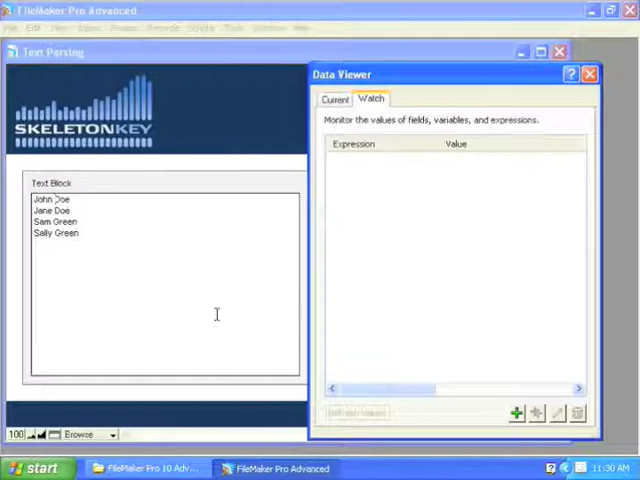 FileMaker Pro Advanced
Text Parsing
SKELETONKEY
Text Block
John Doe
Jane Doe
Sam Green
Sally Green
Data Viewer
Current
Watch
Monitor the values of fields, variables, and expressions.
Expression
Value
Refresh Values
100
Browse
start
FileMaker Pro 10 Adv...
FileMaker Pro Advanced
11:30 AM